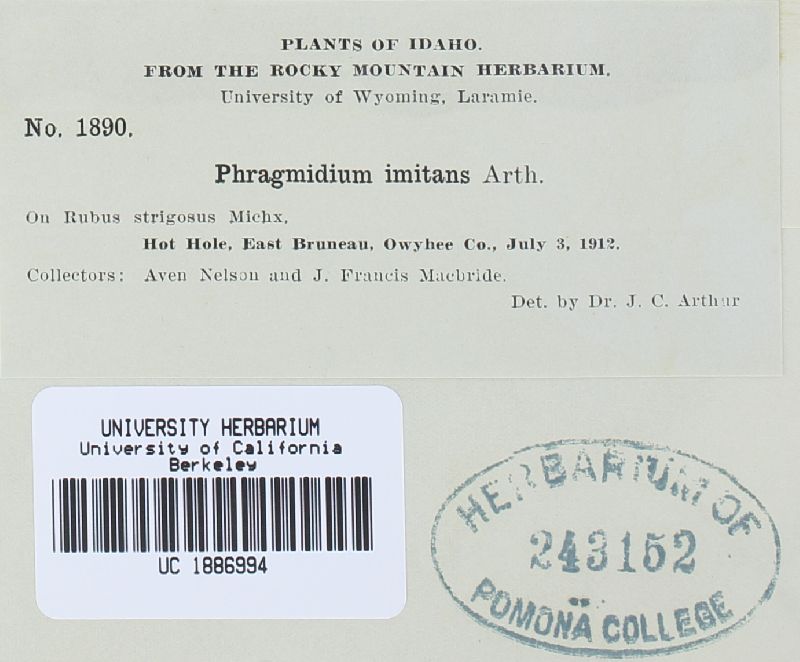 PLANTS OF IDAHO.
FROM THE ROCKY MOUNTAIN HERBARIUM.
University of Wyoming, Laramie.
No. 1890.
Phragmidium imitans Arth.
On Rubus strigosus Michx,
Hot Hole, East Bruneau, Owyhee Co., July 3, 1912.
Collectors: Aven Nelson and J. Francis Macbride.
Det. by Dr. J. C. Arthur
UNIVERSITY HERBARIUM
University of California
Berkeley
UC 1886994
HERBARIUM OF
243152
POMONA COLLEGE